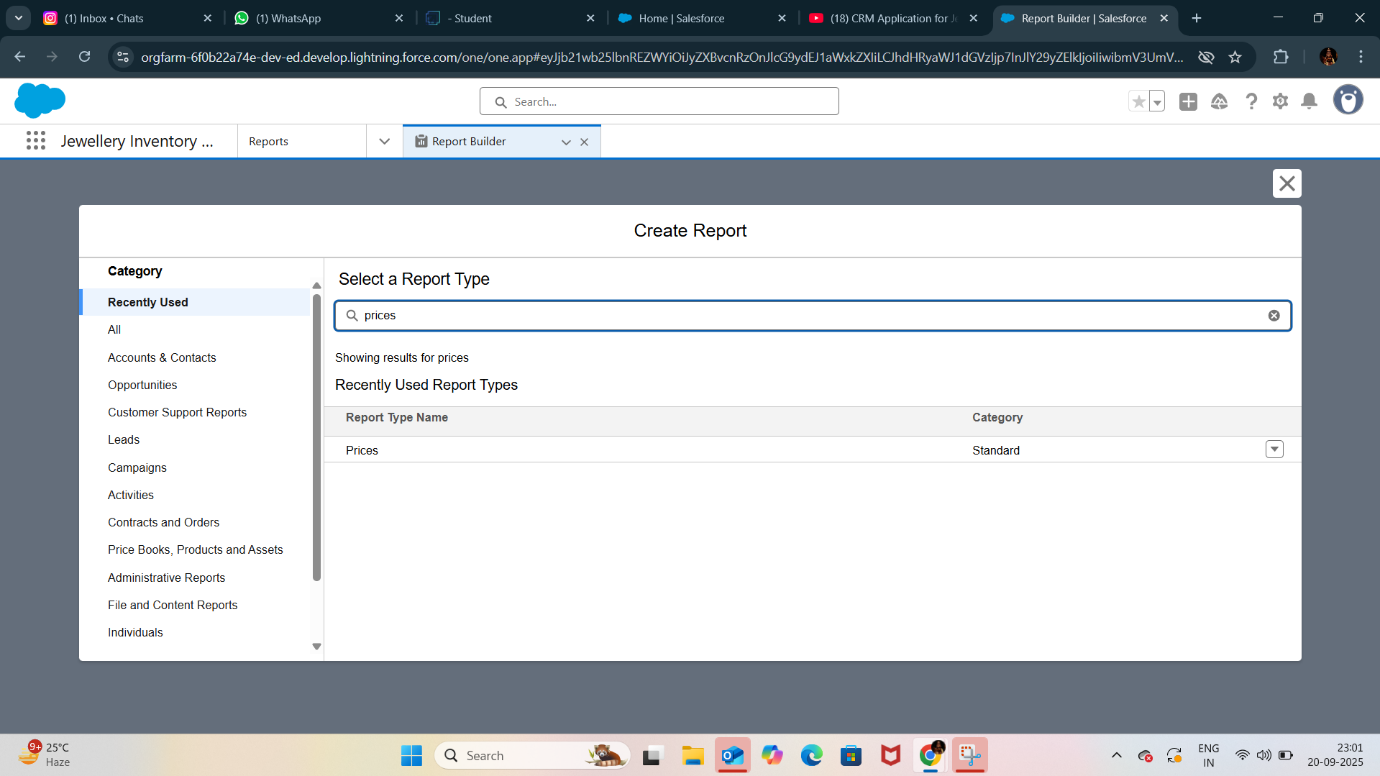 (1) Inbox • Chats
(1) WhatsApp
- Student
Home | Salesforce
(18) CRM Application for Je
Report Builder | Salesforce
orgfarm-6f0b22a74e-dev-ed.develop.lightning.force.com/one/one.app#eyJjb21wb25lbnREZWYiOiJyZXBvcnRzOnJlcG9ydEJ1aWxkZXIiLCJhdHRyaWJ1dGVzIjp7InJlY29yZElkIjoiIiwibmV3UmV...
Search...
Jewellery Inventory ...
Reports
Report Builder
Create Report
Category
Recently Used
All
Accounts & Contacts
Opportunities
Customer Support Reports
Leads
Campaigns
Activities
Contracts and Orders
Price Books, Products and Assets
Administrative Reports
File and Content Reports
Individuals
Select a Report Type
prices
Showing results for prices
Recently Used Report Types
Report Type Name
Category
Prices
Standard
9+
25°C
Haze
Search
ENG
IN
23:01
20-09-2025